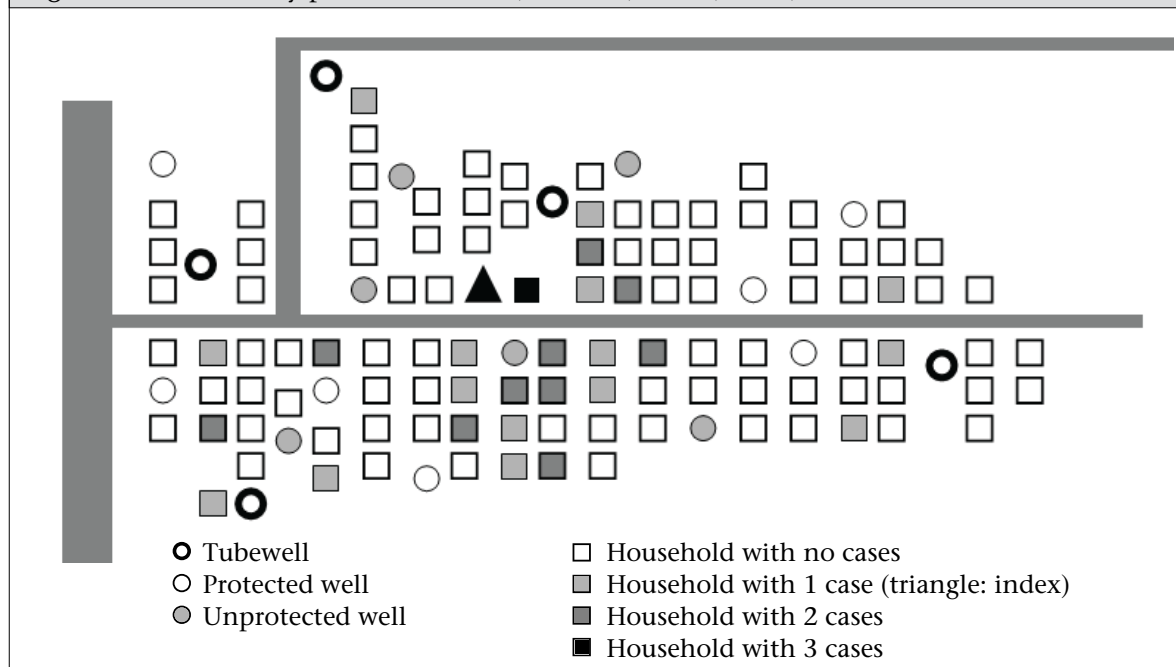 Tubewell
Protected well
Unprotected well
Household with no cases
Household with 1 case (triangle: index)
Household with 2 cases
Household with 3 cases